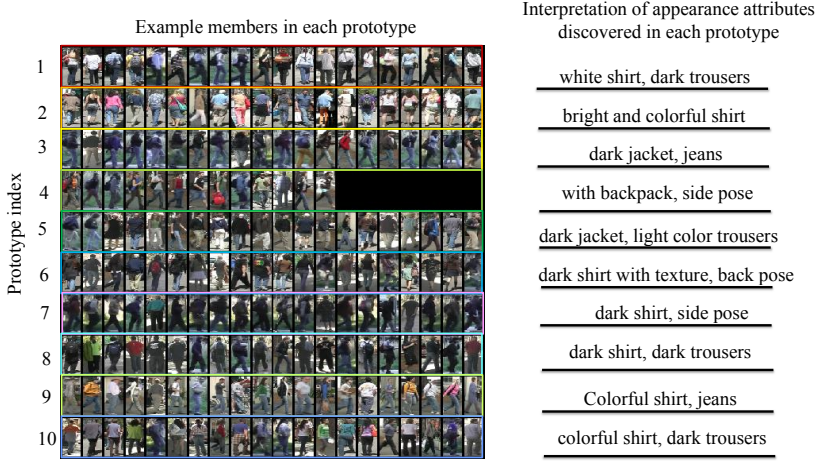 Example members in each prototype
Interpretation of appearance attributes
discovered in each prototype
Prototype index
1
white shirt, dark trousers
2
bright and colorful shirt
3
dark jacket, jeans
4
with backpack, side pose
5
dark jacket, light color trousers
6
dark shirt with texture, back pose
7
dark shirt, side pose
8
dark shirt, dark trousers
9
Colorful shirt, jeans
10
colorful shirt, dark trousers